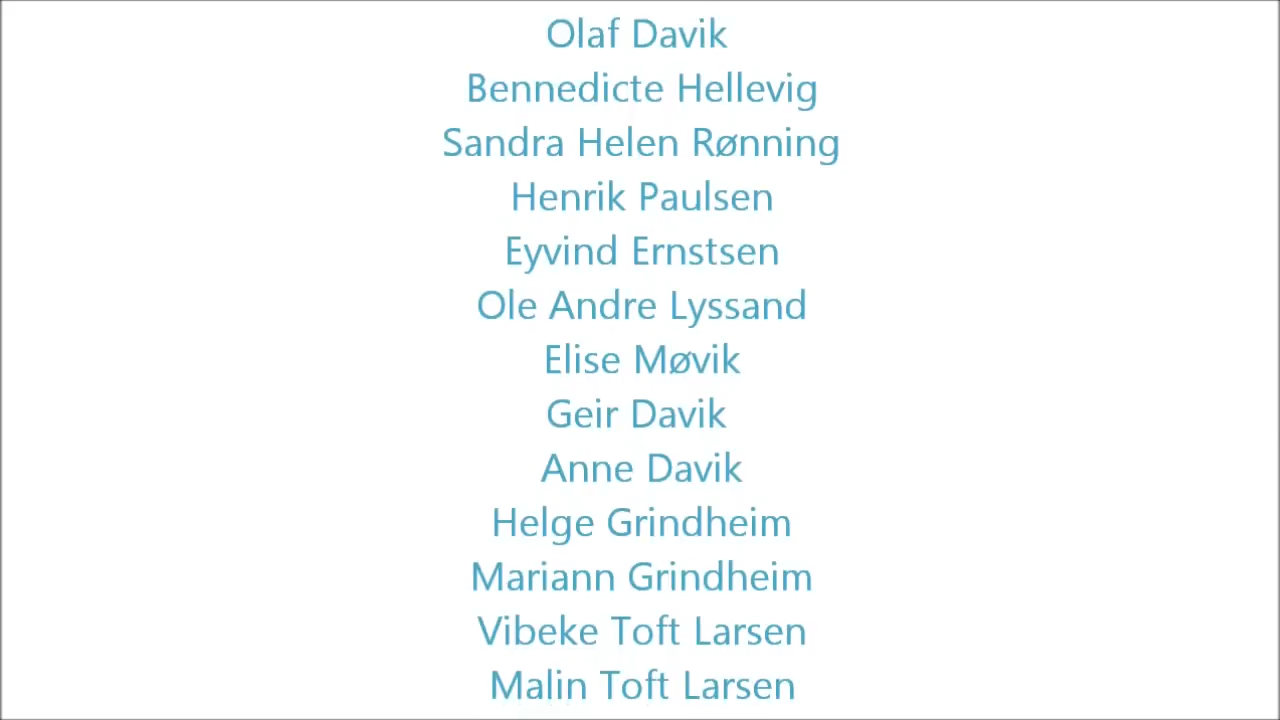 Olaf Davik
Bennedicte Hellevig
Sandra Helen Rønning
Henrik Paulsen
Eyvind Ernstsen
Ole Andre Lyssand
Elise Møvik
Geir Davik
Anne Davik
Helge Grindheim
Mariann Grindheim
Vibeke Toft Larsen
Malin Toft Larsen